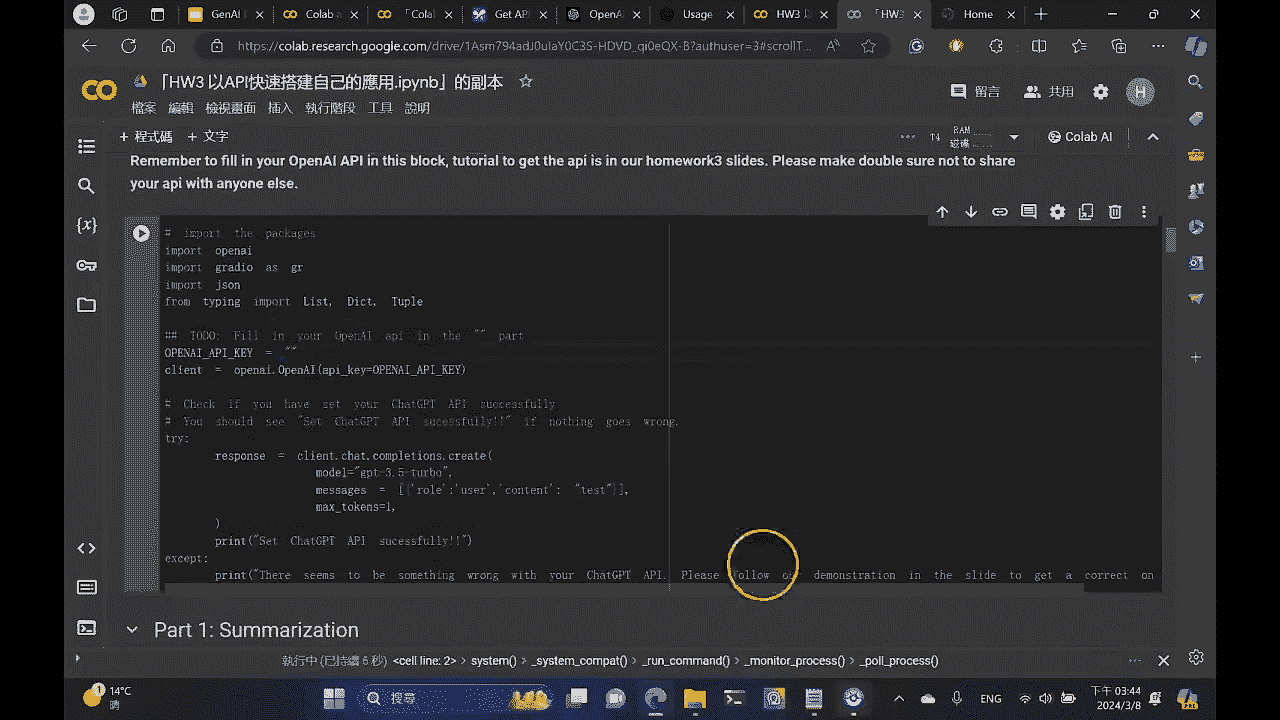 GenAI
Colab a
「Colal
Get API
OpenA
Usage
HW3 以
「HW3
Home
https://colab.research.google.com/drive/1Asm794adJ0uIaY0C3S-HDVD_qi0eQX-B?authuser=3#scrollT...
「HW3 以API快速搭建自己的應用.ipynb」的副本
留言
共用
H
檔案 編輯 檢視畫面 插入 執行階段 工具 說明
+ 程式碼 + 文字
T4
RAM
磁碟
Colab AI
Remember to fill in your OpenAI API in this block, tutorial to get the api is in our homework3 slides. Please make double sure not to share
your api with anyone else.
# import the packages
import openai
import gradio as gr
import json
from typing import List, Dict, Tuple
## TODO: Fill in your OpenAI api in the "" part
OPENAI_API_KEY = ""
client = openai.OpenAI(api_key=OPENAI_API_KEY)
# Check if you have set your ChatGPT API successfully
# You should see "Set ChatGPT API sucessfully!!" if nothing goes wrong.
try:
response = client.chat.completions.create(
model="gpt-3.5-turbo",
messages = [{'role':'user','content': "test"}],
max_tokens=1,
)
print("Set ChatGPT API sucessfully!!")
except:
print("There seems to be something wrong with your ChatGPT API. Please follow our demonstration in the slide to get a correct on
Part 1: Summarization
執行中 (已持續 6 秒) <cell line: 2> > system() > _system_compat() > _run_command() > _monitor_process() > _poll_process()
14°C
搜尋
ENG
下午 03:44
2024/3/8